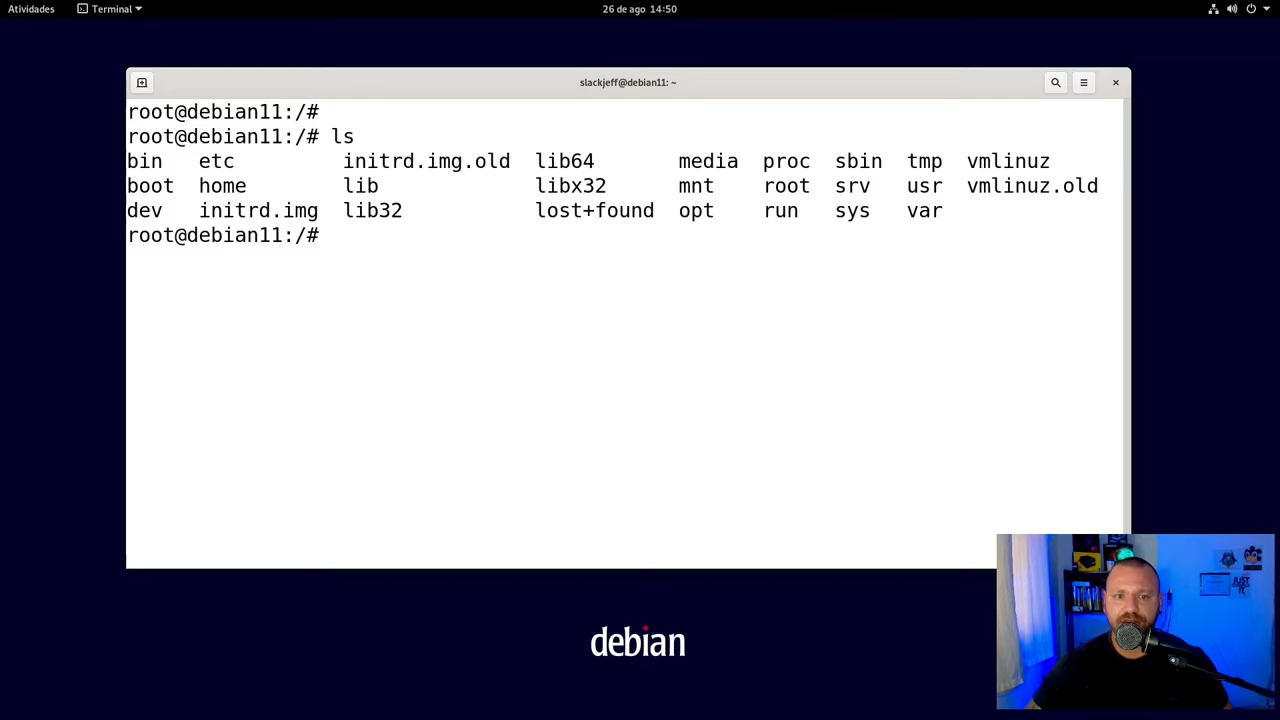 Atividades Terminal 26 de ago 14:50
slackjeff@debian11: ~
root@debian11:/#
root@debian11:/# ls
bin etc initrd.img.old lib64 media proc sbin tmp vmlinuz
boot home lib libx32 mnt root srv usr vmlinuz.old
dev initrd.img lib32 lost+found opt run sys var
root@debian11:/#
debian
JUST